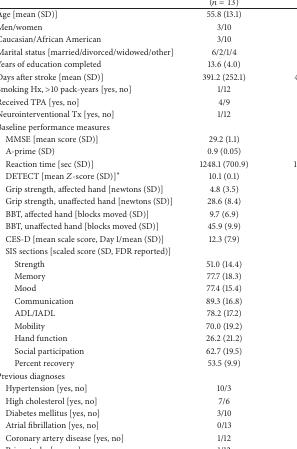 (n = 13)
Age [mean (SD)] 55.8 (13.1)
Men/women 3/10
Caucasian/African American 3/10
Marital status [married/divorced/widowed/other] 6/2/1/4
Years of education completed 13.6 (4.0)
Days after stroke [mean (SD)] 391.2 (252.1)
Smoking Hx, >10 pack-years [yes, no] 1/12
Received TPA [yes, no] 4/9
Neurointerventional Tx [yes, no] 1/12
Baseline performance measures
MMSE [mean score (SD)] 29.2 (1.1)
A-prime (SD) 0.9 (0.05)
Reaction time [sec (SD)] 1248.1 (700.9) 1
DETECT [mean Z-score (SD)]* 10.1 (0.1)
Grip strength, affected hand [newtons (SD)] 4.8 (3.5)
Grip strength, unaffected hand [newtons (SD)] 28.6 (8.4)
BBT, affected hand [blocks moved (SD)] 9.7 (6.9)
BBT, unaffected hand [blocks moved (SD)] 45.9 (9.9)
CES-D [mean scale score, Day 1/mean (SD)] 12.3 (7.9)
SIS sections [scaled score (SD, FDR reported)]
Strength 51.0 (14.4)
Memory 77.7 (18.3)
Mood 77.4 (15.4)
Communication 89.3 (16.8)
ADL/IADL 78.2 (17.2)
Mobility 70.0 (19.2)
Hand function 26.2 (21.2)
Social participation 62.7 (19.5)
Percent recovery 53.5 (9.9)
Previous diagnoses
Hypertension [yes, no] 10/3
High cholesterol [yes, no] 7/6
Diabetes mellitus [yes, no] 3/10
Atrial fibrillation [yes, no] 0/13
Coronary artery disease [yes, no] 1/12